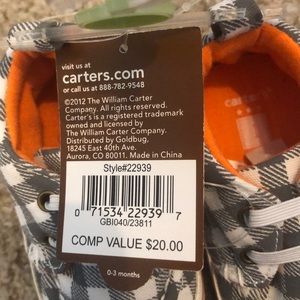 visit us at
carters.com
or call us at 888-782-9548
©2012 The William Carter
Company. All rights reserved.
Carter's is a registered trademark
owned and licensed by
The William Carter Company.
Distributed by Goldbug,
18245 East 40th Ave.
Aurora, CO 80011. Made in China
Style#22939
0 71534 22939 7
GBI040/23811
COMP VALUE $20.00
0-3 months